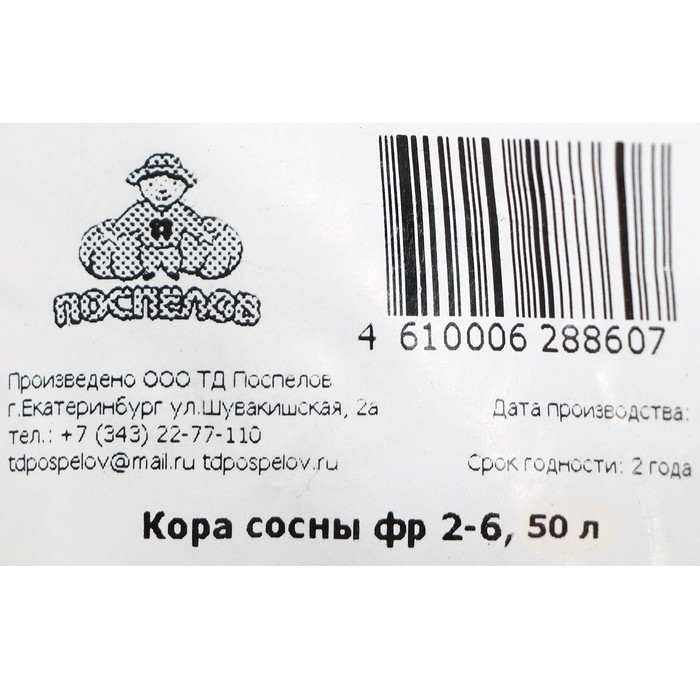 ПОСПЕЛОВ
4 610006 288607
Произведено ООО ТД Поспелов
г.Екатеринбург ул.Шувакишская, 2а
тел.: +7 (343) 22-77-110
tdpospelov@mail.ru tdpospelov.ru
Дата производства:
Срок годности: 2 года
Кора сосны фр 2-6, 50 л